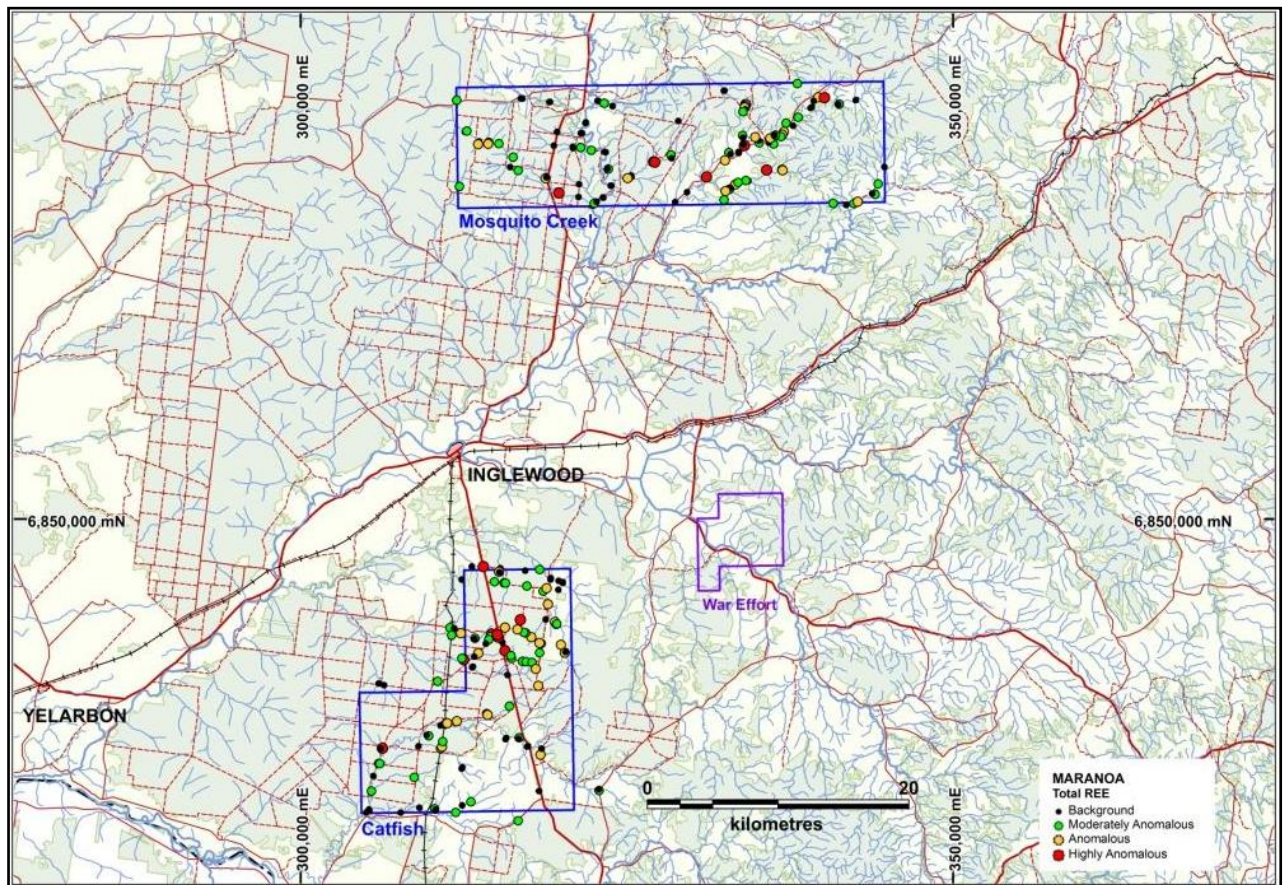 300,000 mE
350,000 mE
Mosquito Creek
INGLEWOOD
6,850,000 mN
6,850,000 mN
War Effort
YELARBON
Catfish
300,000 mE
350,000 mE
0 20
kilometres
MARANOA
Total REE
Background
Moderately Anomalous
Anomalous
Highly Anomalous